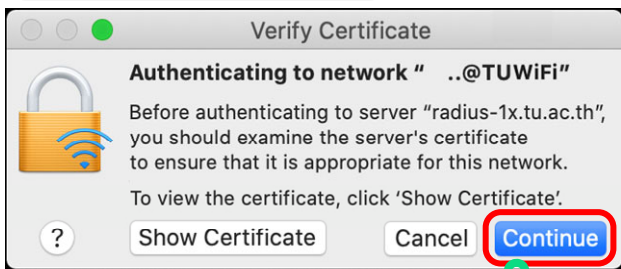 Verify Certificate
Authenticating to network “ ..@TUWiFi”
Before authenticating to server “radius-1x.tu.ac.th”,
you should examine the server's certificate
to ensure that it is appropriate for this network.
To view the certificate, click ‘Show Certificate’.
? Show Certificate Cancel Continue